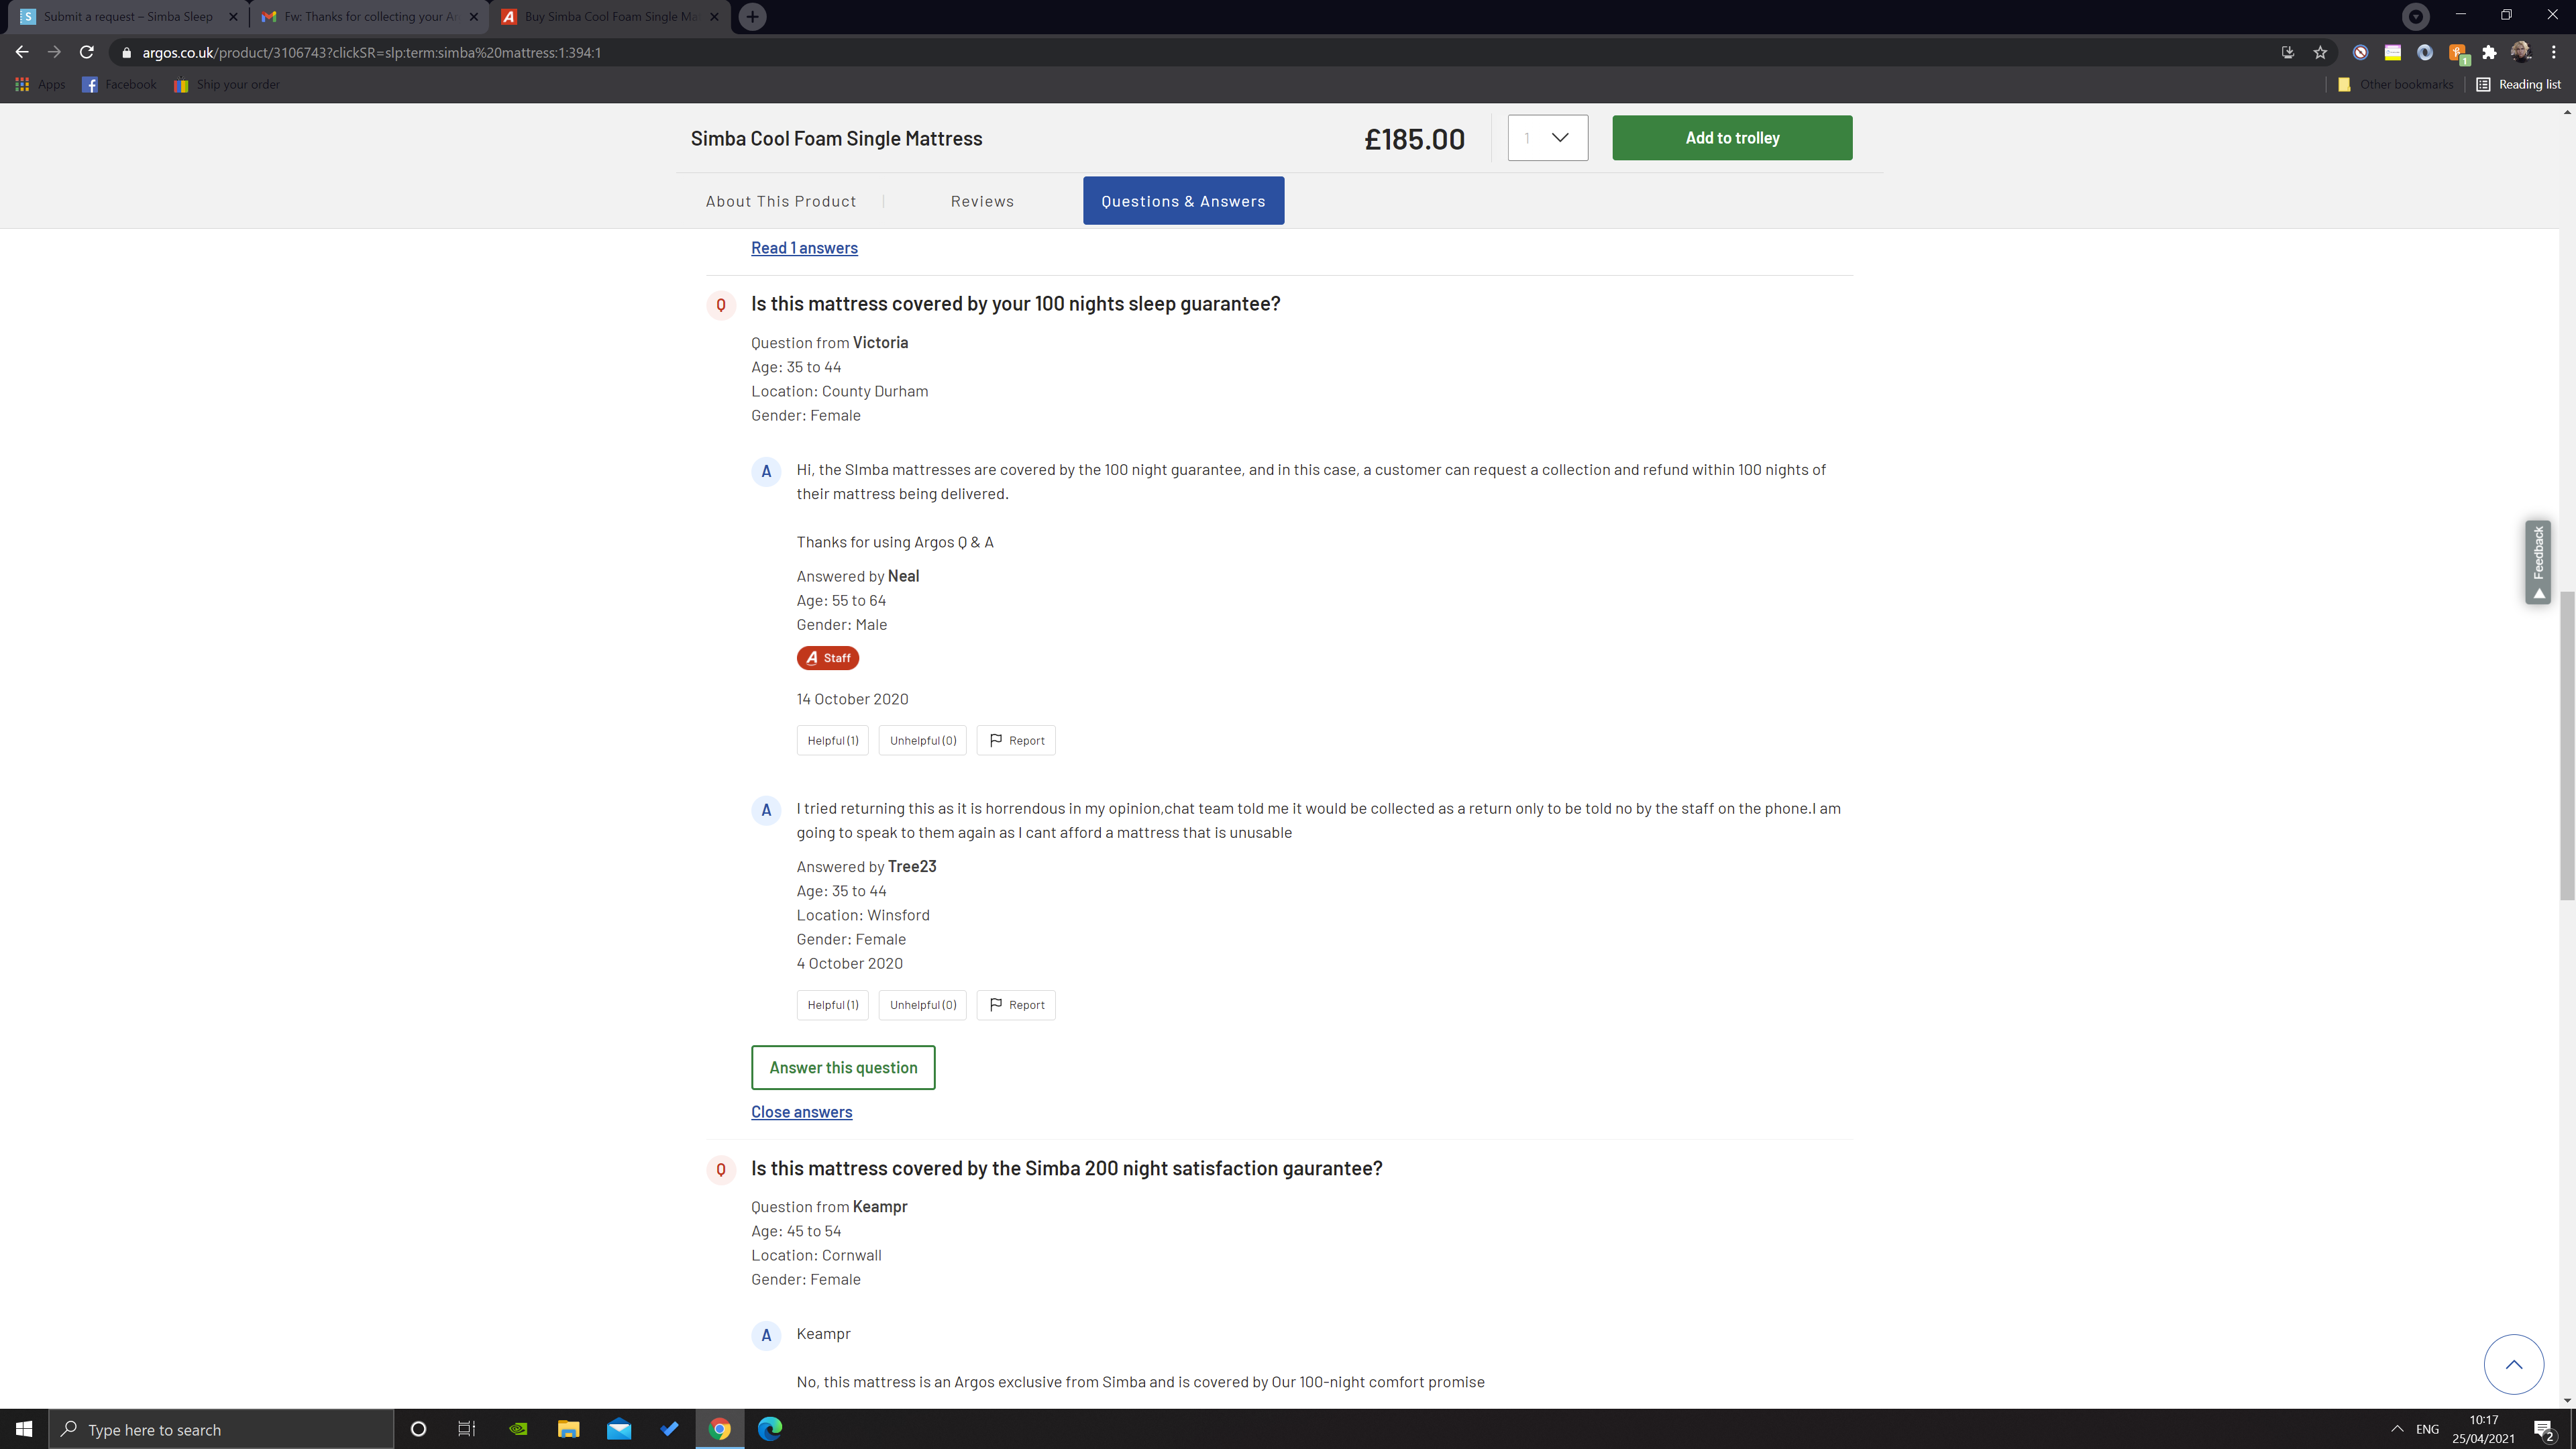 Submit a request – Simba Sleep
Fw: Thanks for collecting your Ar
Buy Simba Cool Foam Single Ma
argos.co.uk/product/3106743?clickSR=slp:term:simba%20mattress:1:394:1
Apps
Facebook
Ship your order
Other bookmarks
Reading list
Simba Cool Foam Single Mattress
£185.00
1
Add to trolley
About This Product
Reviews
Questions & Answers
Read 1 answers
Q
Is this mattress covered by your 100 nights sleep guarantee?
Question from Victoria
Age: 35 to 44
Location: County Durham
Gender: Female
A
Hi, the SImba mattresses are covered by the 100 night guarantee, and in this case, a customer can request a collection and refund within 100 nights of
their mattress being delivered.
Thanks for using Argos Q & A
Answered by Neal
Age: 55 to 64
Gender: Male
Staff
14 October 2020
Helpful (1)
Unhelpful (0)
Report
A
I tried returning this as it is horrendous in my opinion,chat team told me it would be collected as a return only to be told no by the staff on the phone.I am
going to speak to them again as I cant afford a mattress that is unusable
Answered by Tree23
Age: 35 to 44
Location: Winsford
Gender: Female
4 October 2020
Helpful (1)
Unhelpful (0)
Report
Answer this question
Close answers
Q
Is this mattress covered by the Simba 200 night satisfaction gaurantee?
Question from Keampr
Age: 45 to 54
Location: Cornwall
Gender: Female
A
Keampr
No, this mattress is an Argos exclusive from Simba and is covered by Our 100-night comfort promise
Feedback
Type here to search
ENG
10:17
25/04/2021
2